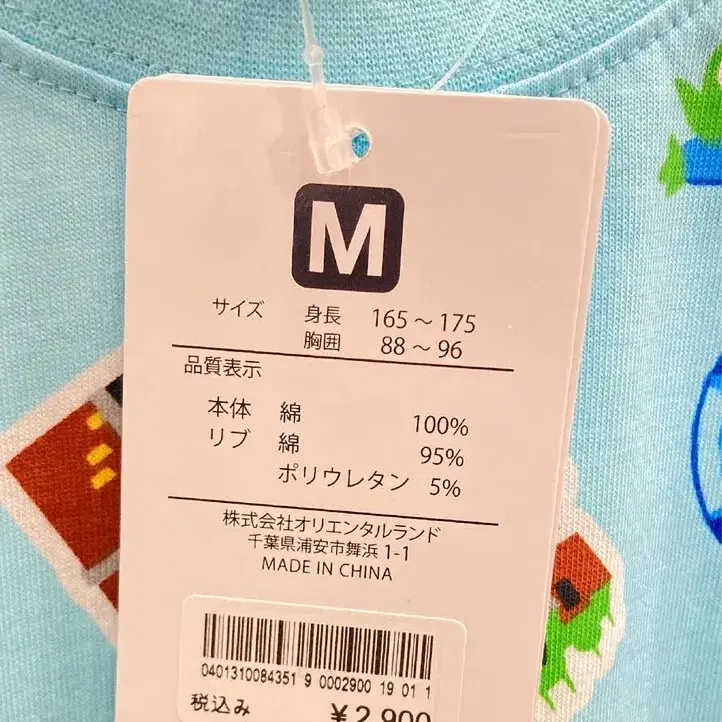 M
サイズ 身長 165～175
胸囲 88～96
品質表示
本体 綿 100%
リブ 綿 95%
ポリウレタン 5%
株式会社オリエンタルランド
千葉県浦安市舞浜 1-1
MADE IN CHINA
0401310084351 9 0002900 19 01 1
税込み ¥2,900